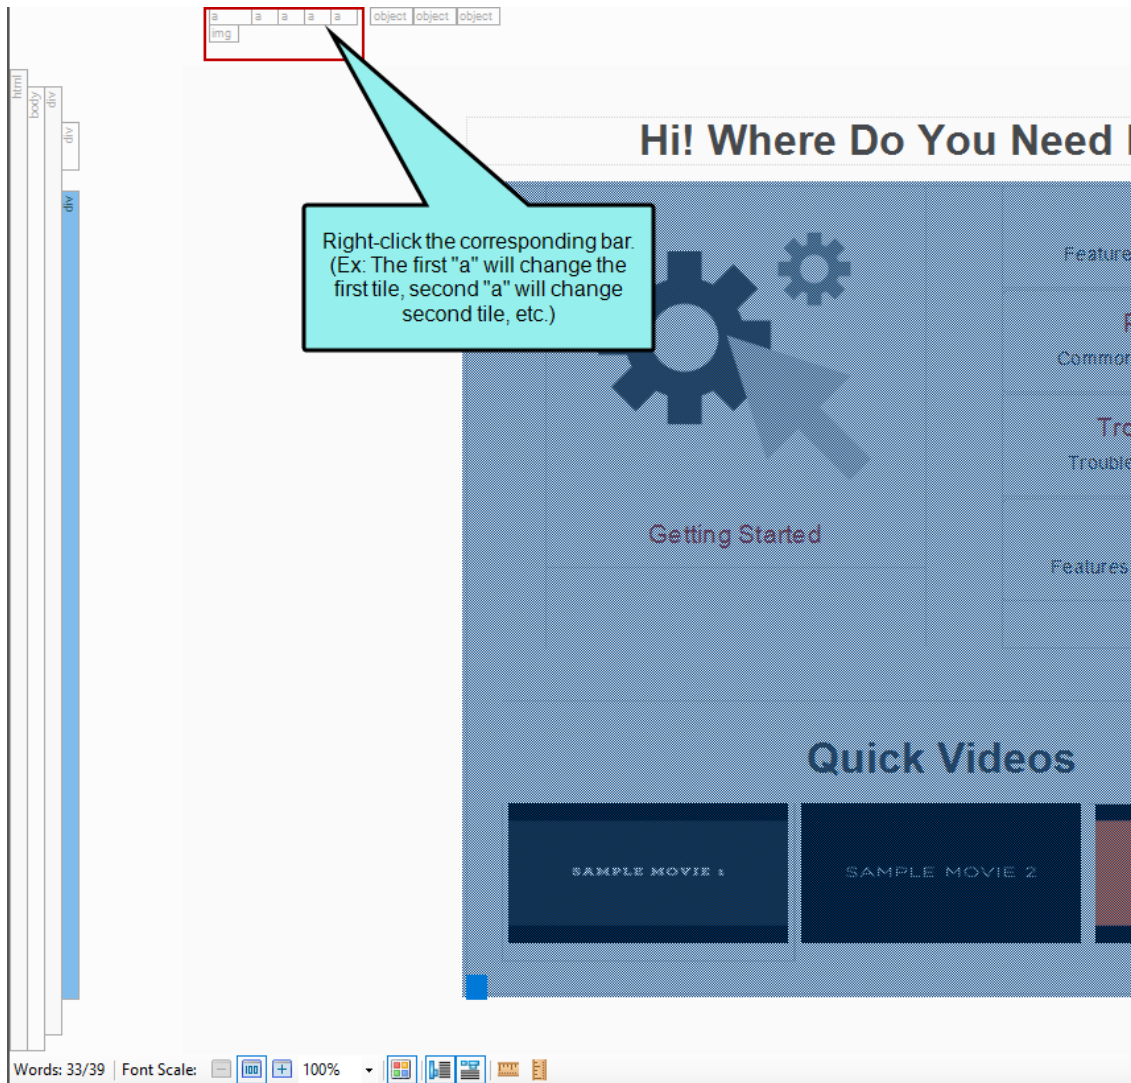 a a a a a object object object
img
html
body
div
div
div
Hi! Where Do You Need
Right-click the corresponding bar.
(Ex: The first "a" will change the
first tile, second "a" will change
second tile, etc.)
Feature
Common
Tro
Trouble
Getting Started
Features
Quick Videos
SAMPLE MOVIE 1
SAMPLE MOVIE 2
Words: 33/39 Font Scale: 100 100%